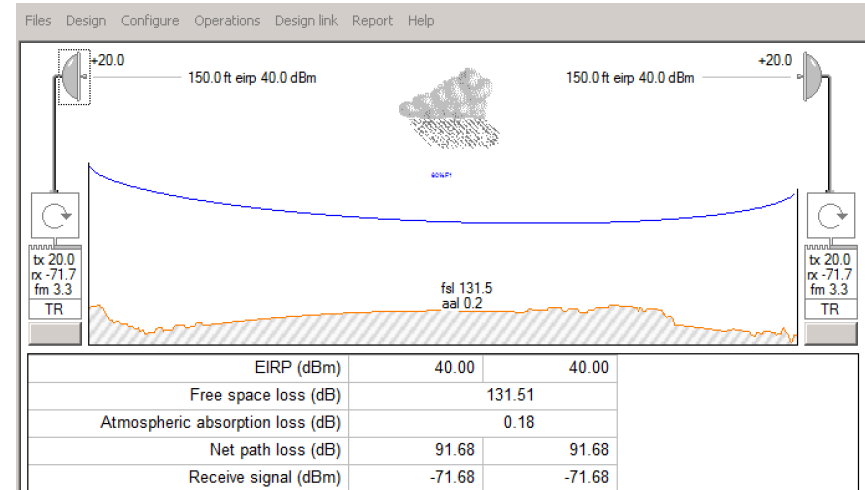 Files Design Configure Operations Design link Report Help
+20.0 +20.0
150.0 ft eirp 40.0 dBm 150.0 ft eirp 40.0 dBm
60%F1
tx 20.0 tx 20.0
rx -71.7 rx -71.7
fm 3.3 fsl 131.5 fm 3.3
TR aal 0.2 TR
EIRP (dBm) 40.00 40.00
Free space loss (dB) 131.51
Atmospheric absorption loss (dB) 0.18
Net path loss (dB) 91.68 91.68
Receive signal (dBm) -71.68 -71.68